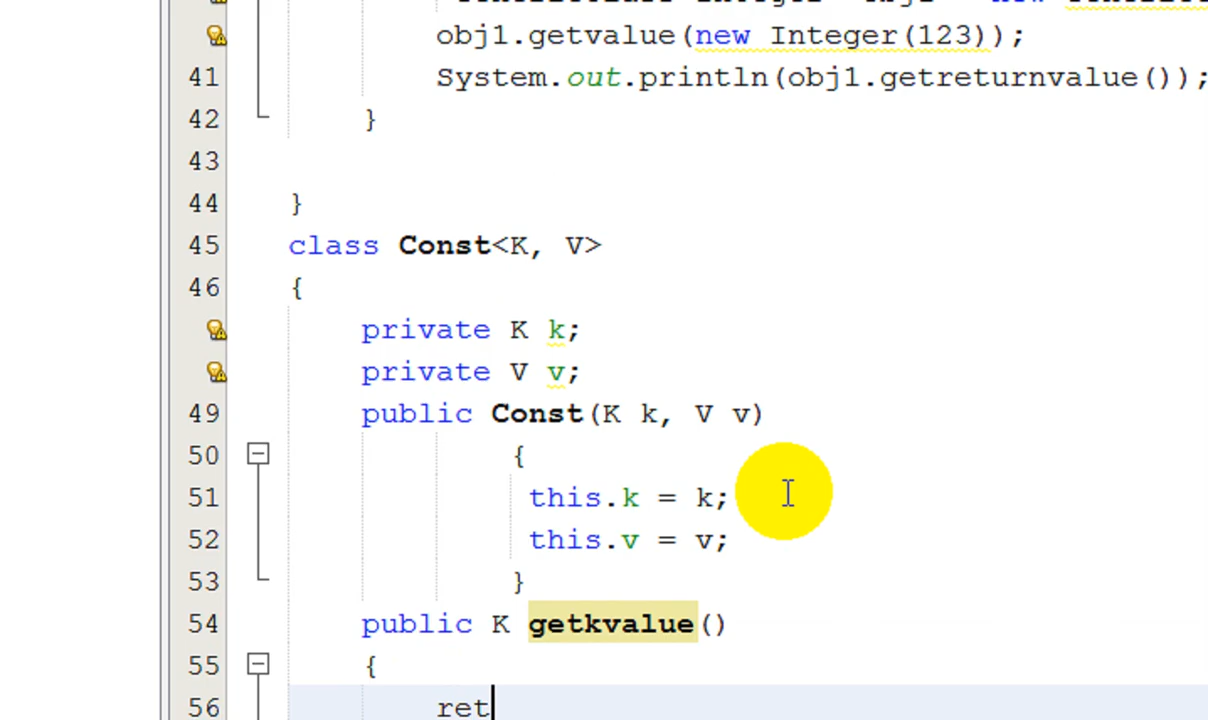 obj1.getvalue(new Integer(123));
41 System.out.println(obj1.getreturnvalue());
42 }
43
44 }
45 class Const<K, V>
46 {
private K k;
private V v;
49 public Const(K k, V v)
50 {
51 this.k = k;
52 this.v = v;
53 }
54 public K getkvalue()
55 {
56 ret